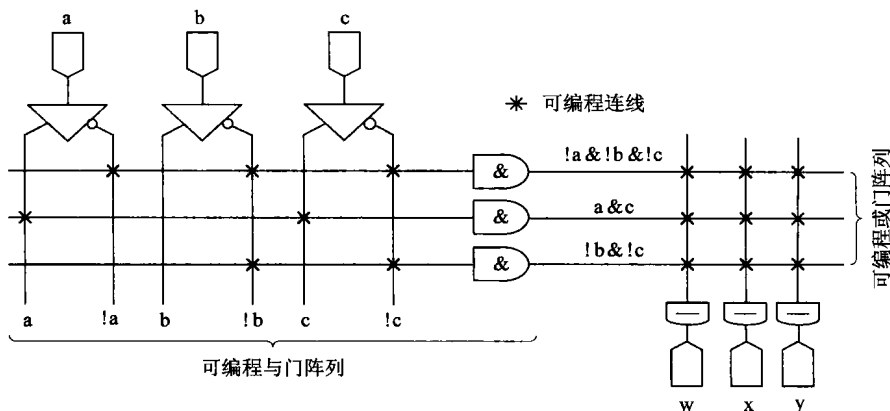 a b c
* 可编程连线
& !a&!b&!c
& a&c
& !b&!c
a !a b !b c !c
可编程与门阵列
可编程或门阵列
w x y